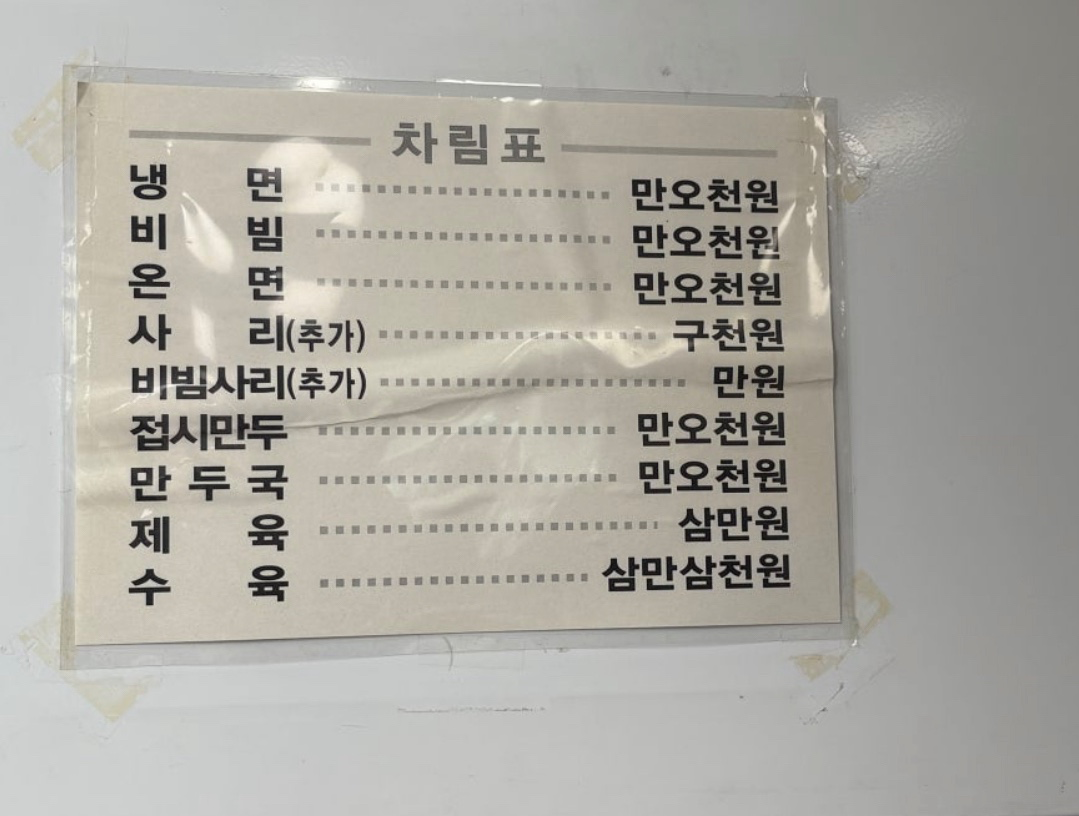 차림표
냉 면 만오천원
비 빔 만오천원
온 면 만오천원
사 리(추가) 구천원
비빔사리(추가) 만원
접시만두 만오천원
만 두 국 만오천원
제 육 삼만원
수 육 삼만삼천원